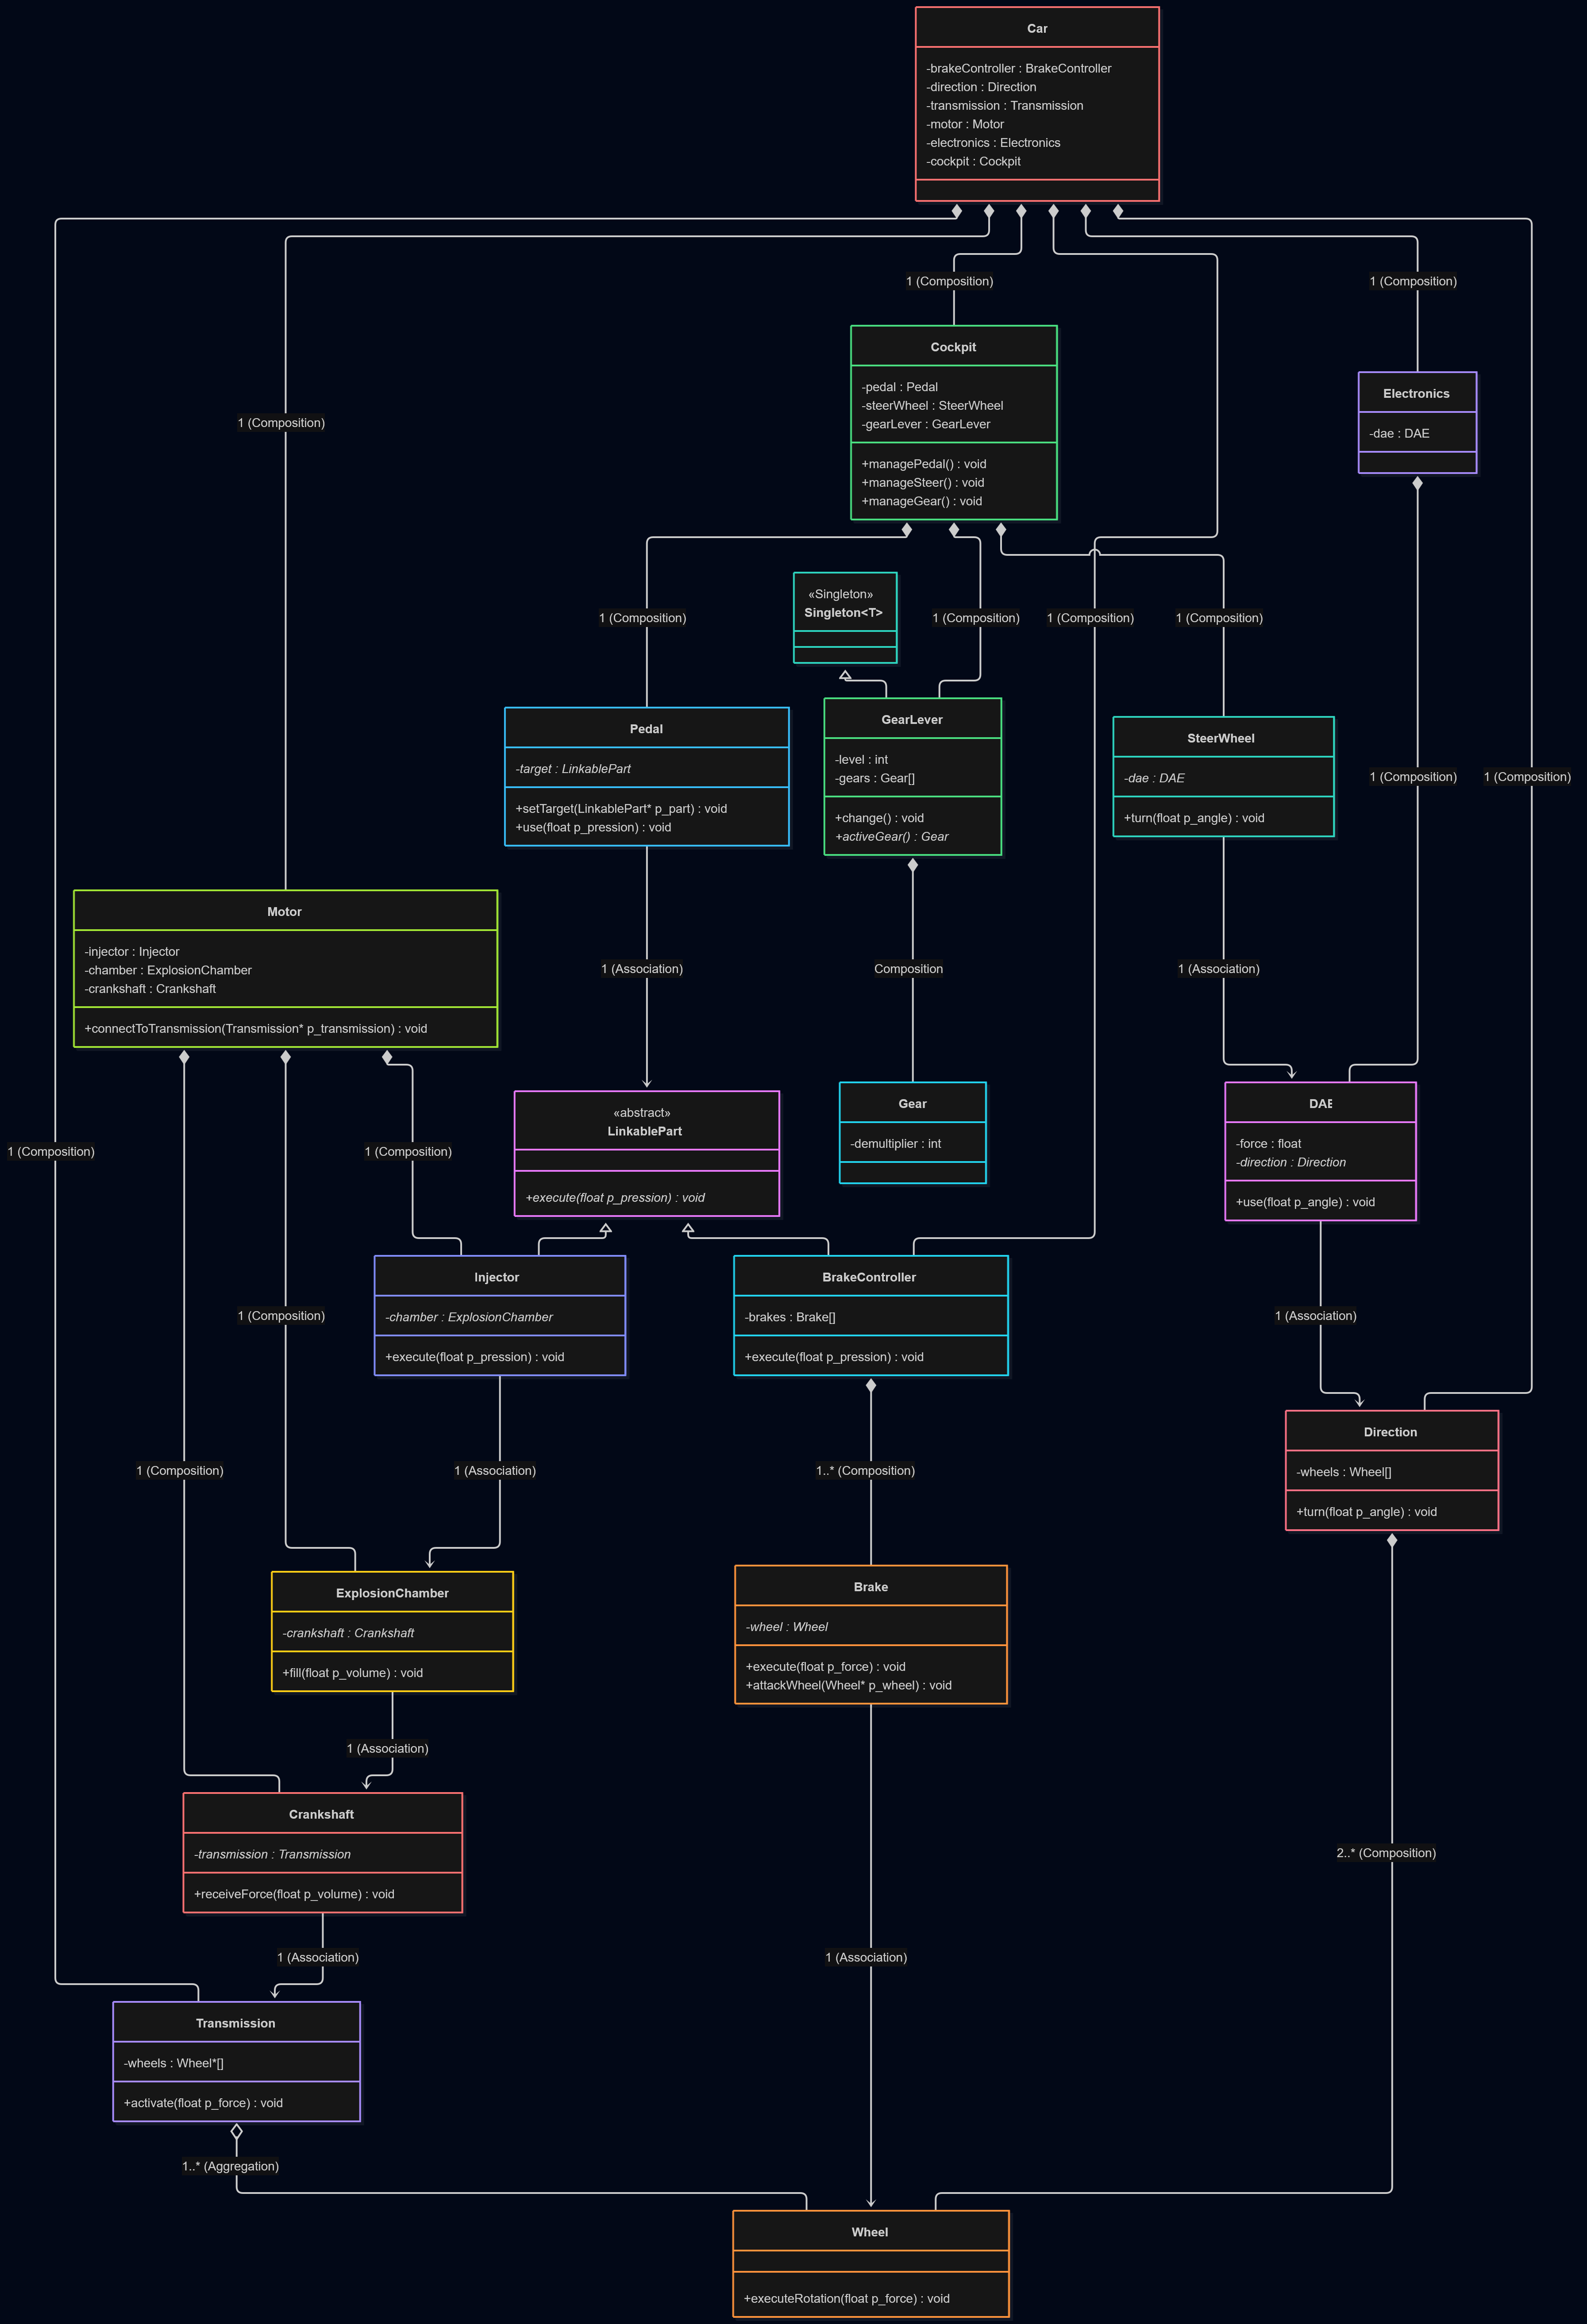 Car
-brakeController : BrakeController
-direction : Direction
-transmission : Transmission
-motor : Motor
-electronics : Electronics
-cockpit : Cockpit
1 (Composition)
1 (Composition)
Cockpit
-pedal : Pedal
-steerWheel : SteerWheel
-gearLever : GearLever
+managePedal() : void
+manageSteer() : void
+manageGear() : void
Electronics
-dae : DAE
1 (Composition)
«Singleton»
Singleton<T>
1 (Composition)
1 (Composition)
1 (Composition)
1 (Composition)
Pedal
-target : LinkablePart
+setTarget(LinkablePart* p_part) : void
+use(float p_pression) : void
GearLever
-level : int
-gears : Gear[]
+change() : void
+activeGear() : Gear
SteerWheel
-dae : DAE
+turn(float p_angle) : void
1 (Composition)
1 (Composition)
Motor
-injector : Injector
-chamber : ExplosionChamber
-crankshaft : Crankshaft
+connectToTransmission(Transmission* p_transmission) : void
1 (Association)
Composition
1 (Association)
«abstract»
LinkablePart
+execute(float p_pression) : void
Gear
-demultiplier : int
DAE
-force : float
-direction : Direction
+use(float p_angle) : void
1 (Composition)
1 (Composition)
Injector
-chamber : ExplosionChamber
+execute(float p_pression) : void
BrakeController
-brakes : Brake[]
+execute(float p_pression) : void
1 (Composition)
1 (Association)
Direction
-wheels : Wheel[]
+turn(float p_angle) : void
1 (Composition)
1 (Association)
1..* (Composition)
ExplosionChamber
-crankshaft : Crankshaft
+fill(float p_volume) : void
Brake
-wheel : Wheel
+execute(float p_force) : void
+attackWheel(Wheel* p_wheel) : void
1 (Association)
Crankshaft
-transmission : Transmission
+receiveForce(float p_volume) : void
2..* (Composition)
1 (Association)
1 (Association)
Transmission
-wheels : Wheel*[]
+activate(float p_force) : void
1..* (Aggregation)
Wheel
+executeRotation(float p_force) : void